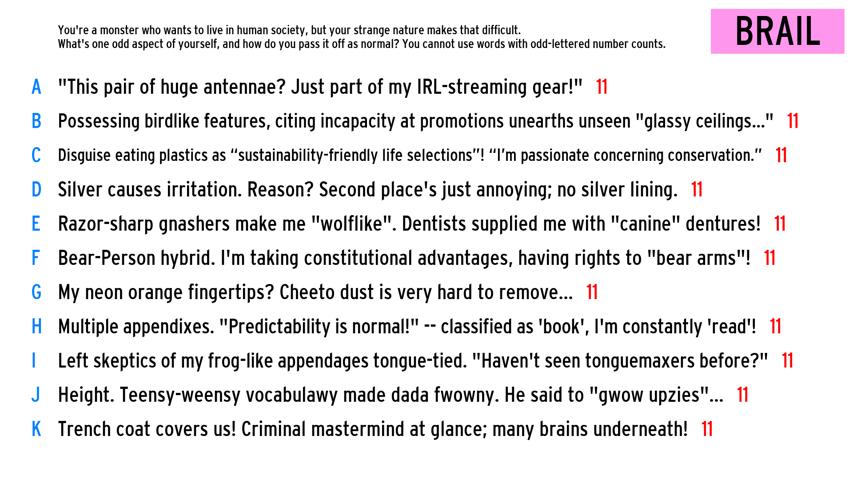 You're a monster who wants to live in human society, but your strange nature makes that difficult.
What's one odd aspect of yourself, and how do you pass it off as normal? You cannot use words with odd-lettered number counts.
BRAIL
A "This pair of huge antennae? Just part of my IRL-streaming gear!" 11
B Possessing birdlike features, citing incapacity at promotions unearths unseen "glassy ceilings..." 11
C Disguise eating plastics as “sustainability-friendly life selections”! “I’m passionate concerning conservation.” 11
D Silver causes irritation. Reason? Second place's just annoying; no silver lining. 11
E Razor-sharp gnashers make me "wolflike". Dentists supplied me with "canine" dentures! 11
F Bear-Person hybrid. I'm taking constitutional advantages, having rights to "bear arms"! 11
G My neon orange fingertips? Cheeto dust is very hard to remove... 11
H Multiple appendixes. "Predictability is normal!" -- classified as 'book', I'm constantly 'read'! 11
I Left skeptics of my frog-like appendages tongue-tied. "Haven't seen tonguemaxers before?" 11
J Height. Teensy-weensy vocabulawy made dada fwowny. He said to "gwow upzies"... 11
K Trench coat covers us! Criminal mastermind at glance; many brains underneath! 11